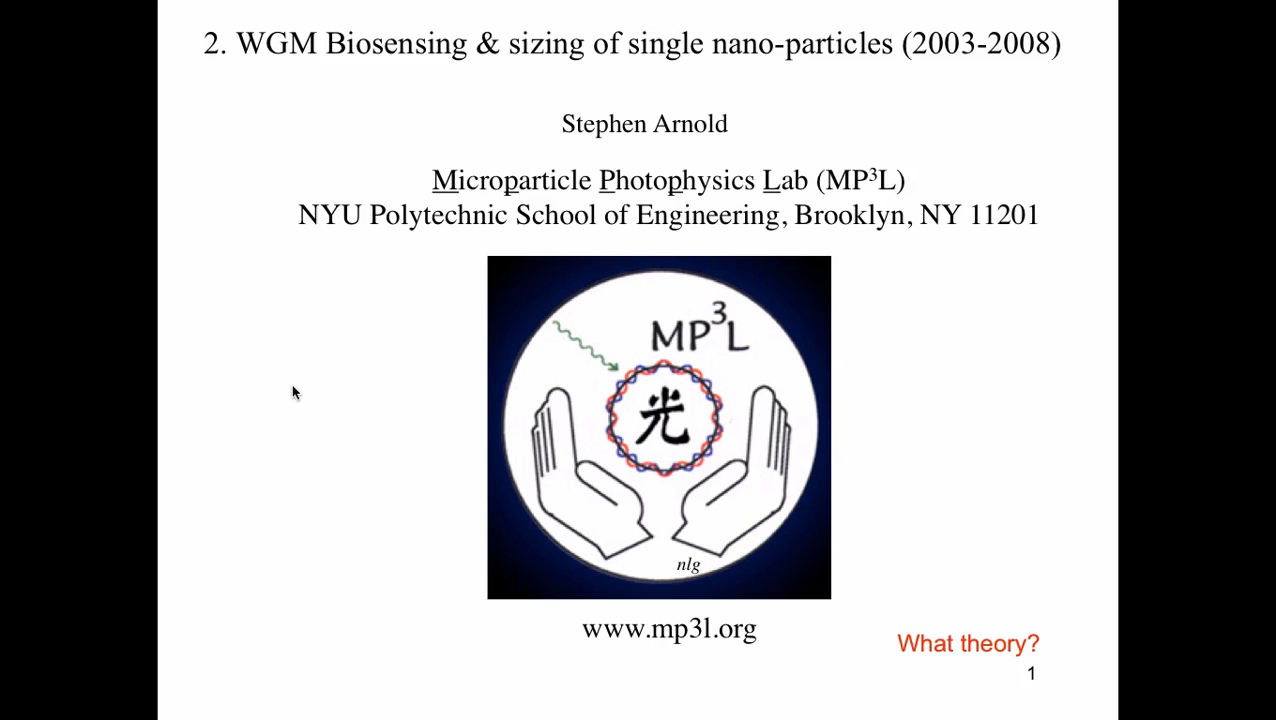 2. WGM Biosensing & sizing of single nano-particles (2003-2008)
Stephen Arnold
Microparticle Photophysics Lab (MP³L)
NYU Polytechnic School of Engineering, Brooklyn, NY 11201
MP³L
光
nlg
www.mp3l.org
What theory?
1